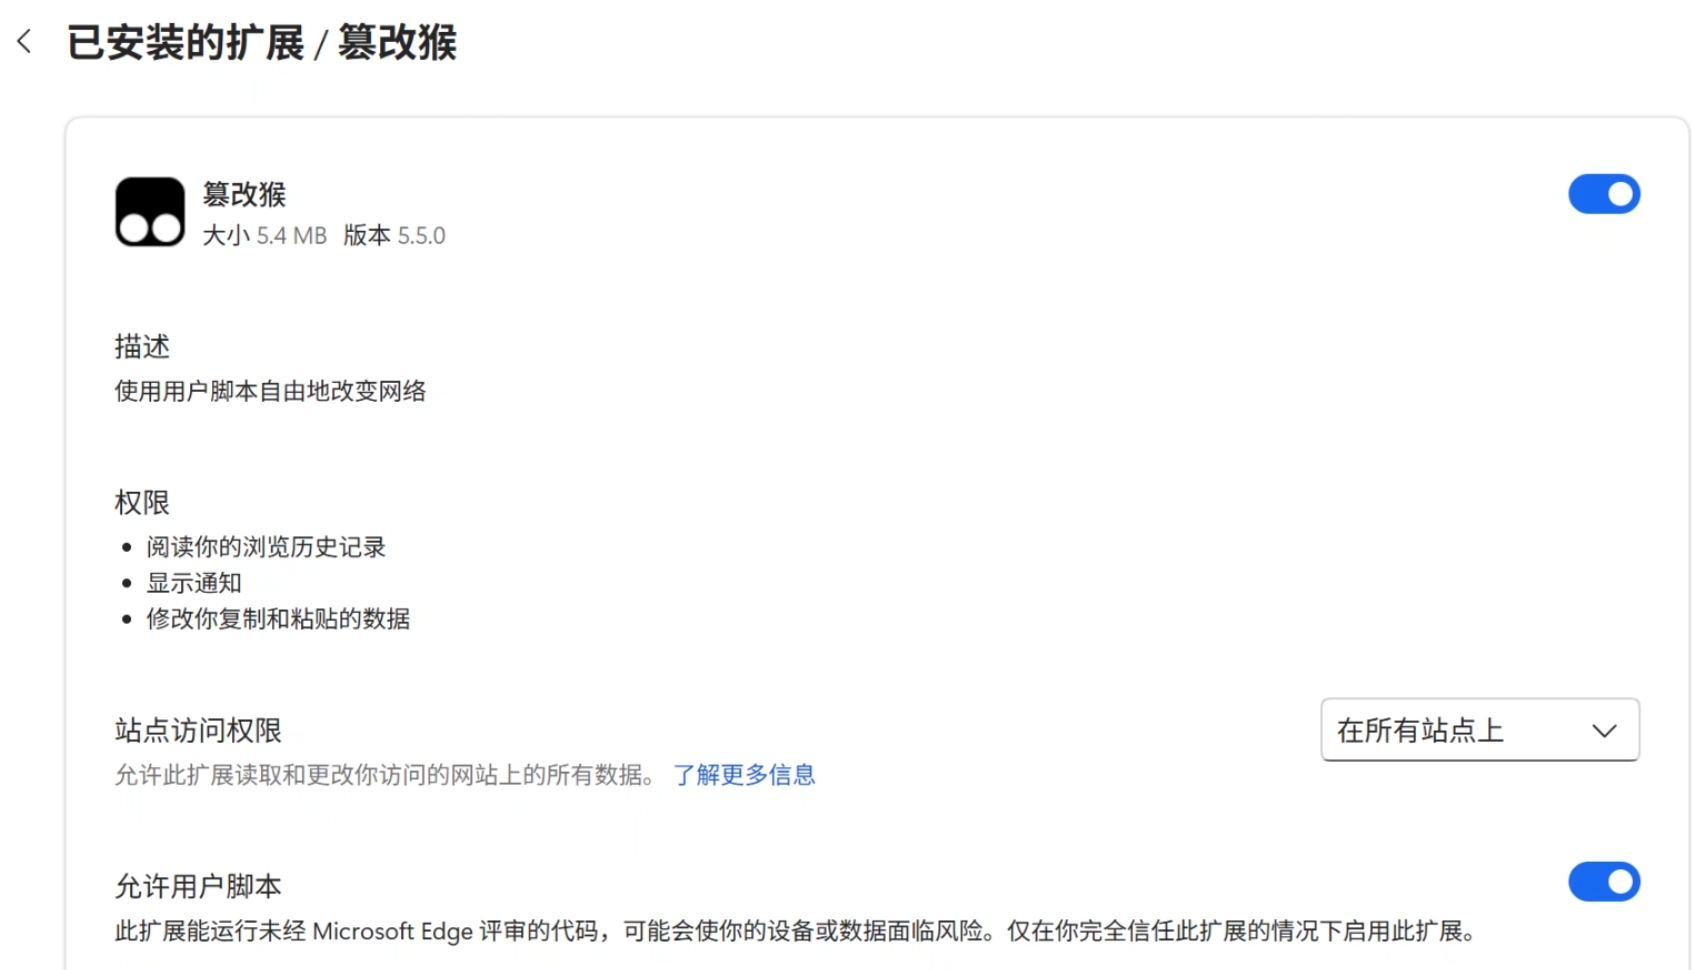 已安装的扩展 / 篡改猴
篡改猴
大小 5.4 MB 版本 5.5.0
描述
使用用户脚本自由地改变网络
权限
阅读你的浏览历史记录
显示通知
修改你复制和粘贴的数据
站点访问权限
在所有站点上
允许此扩展读取和更改你访问的网站上的所有数据。 了解更多信息
允许用户脚本
此扩展能运行未经 Microsoft Edge 评审的代码，可能会使你的设备或数据面临风险。仅在你完全信任此扩展的情况下启用此扩展。